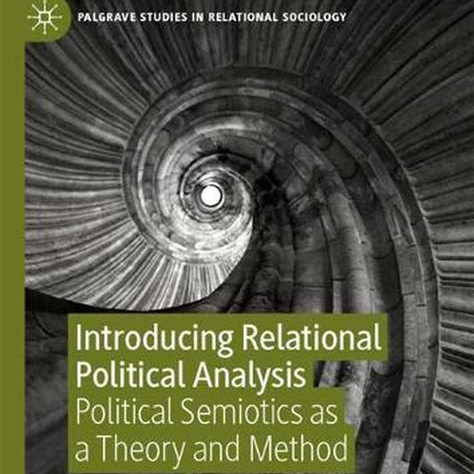 PALGRAVE STUDIES IN RELATIONAL SOCIOLOGY
Introducing Relational
Political Analysis
Political Semiotics as
a Theory and Method